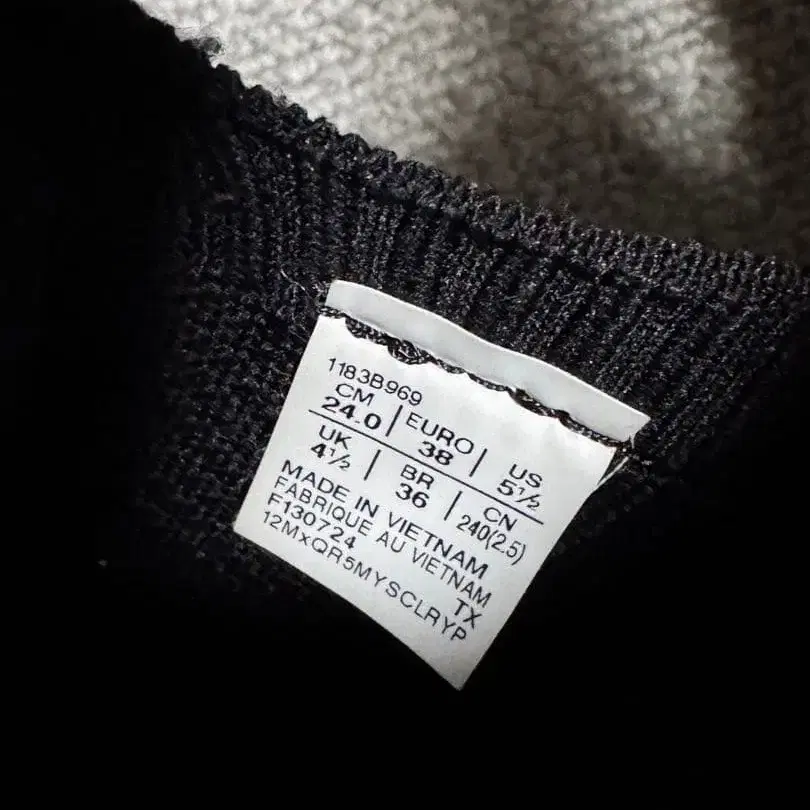 1183B969
CM EURO US
24.0 38 5½
UK BR CN
4½ 36 240(2.5)
MADE IN VIETNAM
FABRIQUE AU VIETNAM
F130724 TX
12MxQR5MYSCLRYP